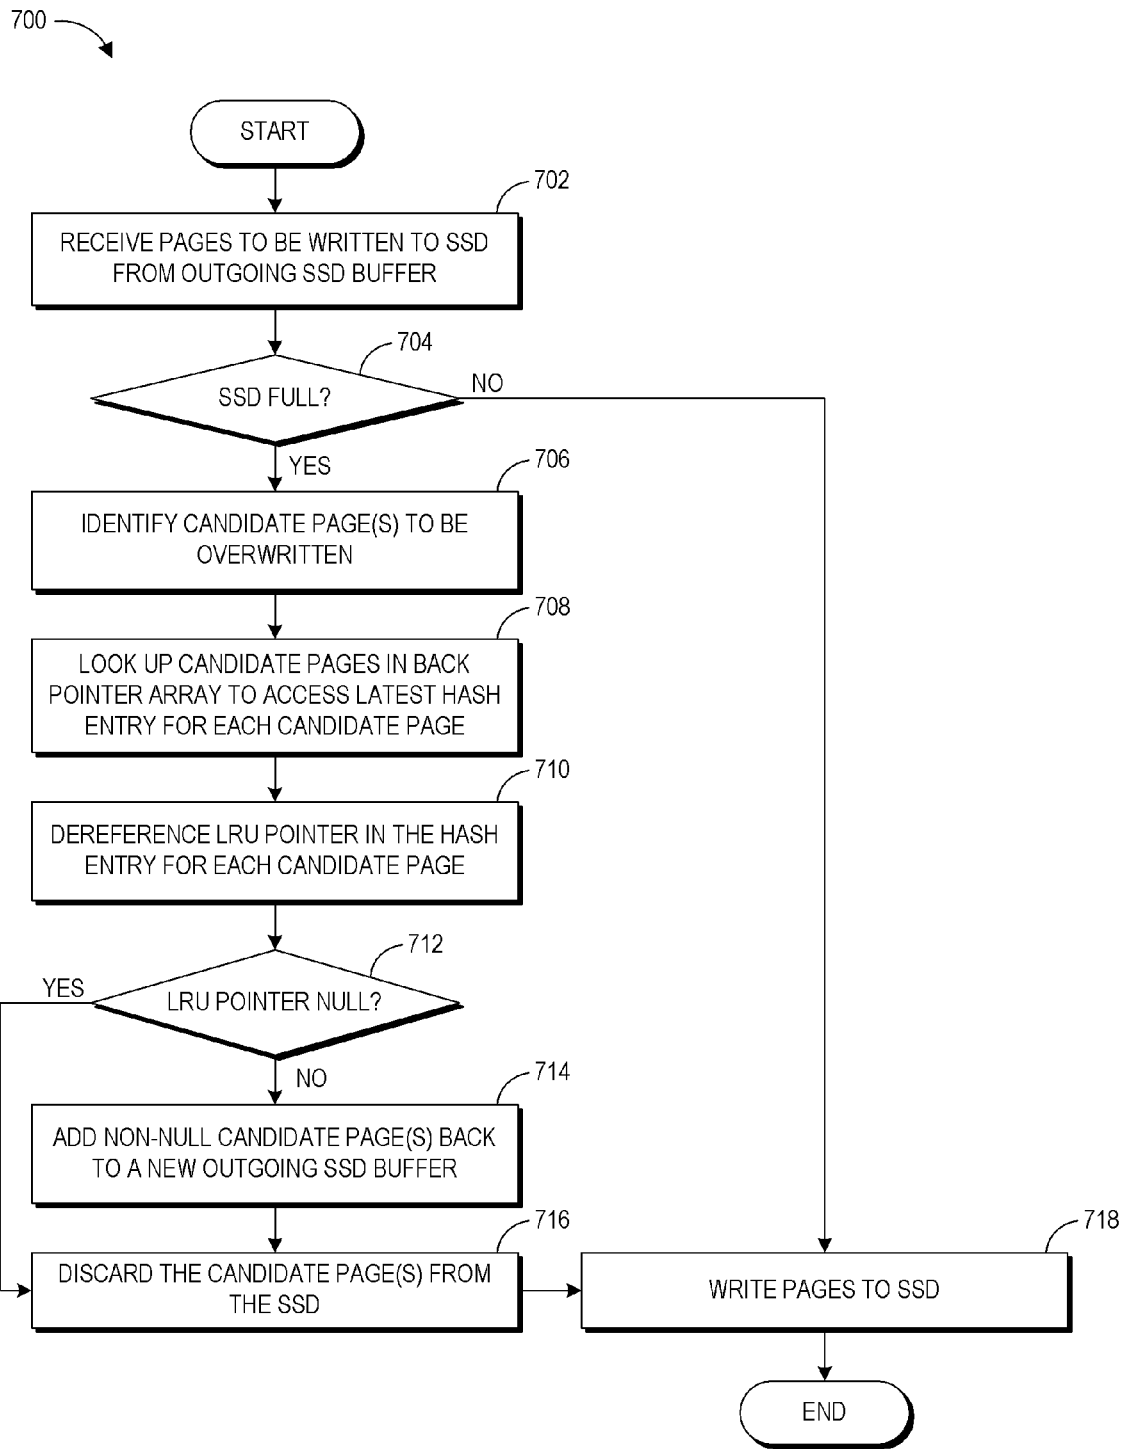 700
START
702
RECEIVE PAGES TO BE WRITTEN TO SSD
FROM OUTGOING SSD BUFFER
704
SSD FULL?
NO
YES
706
IDENTIFY CANDIDATE PAGE(S) TO BE
OVERWRITTEN
708
LOOK UP CANDIDATE PAGES IN BACK
POINTER ARRAY TO ACCESS LATEST HASH
ENTRY FOR EACH CANDIDATE PAGE
710
DEREFERENCE LRU POINTER IN THE HASH
ENTRY FOR EACH CANDIDATE PAGE
712
YES
LRU POINTER NULL?
NO
714
ADD NON-NULL CANDIDATE PAGE(S) BACK
TO A NEW OUTGOING SSD BUFFER
716
DISCARD THE CANDIDATE PAGE(S) FROM
THE SSD
718
WRITE PAGES TO SSD
END